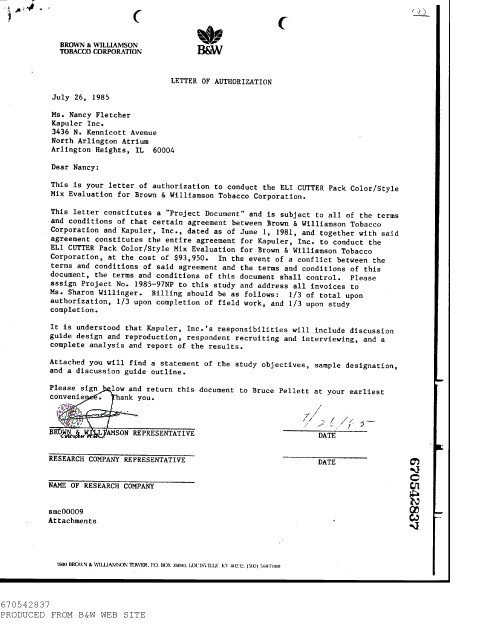 BROWN & WILLIAMSON
TOBACCO CORPORATION
B&W
LETTER OF AUTHORIZATION
July 26, 1985
Ms. Nancy Fletcher
Kapuler Inc.
3436 N. Kennicott Avenue
North Arlington Atrium
Arlington Heights, IL 60004
Dear Nancy:
This is your letter of authorization to conduct the ELI CUTTER Pack Color/Style
Mix Evaluation for Brown & Williamson Tobacco Corporation.
This letter constitutes a "Project Document" and is subject to all of the terms
and conditions of that certain agreement between Brown & Williamson Tobacco
Corporation and Kapuler, Inc., dated as of June 1, 1981, and together with said
agreement constitutes the entire agreement for Kapuler, Inc. to conduct the
ELI CUTTER Pack Color/Style Mix Evaluation for Brown & Williamson Tobacco
Corporation, at the cost of $93,950. In the event of a conflict between the
terms and conditions of said agreement and the terms and conditions of this
document, the terms and conditions of this document shall control. Please
assign Project No. 1985-97NP to this study and address all invoices to
Ms. Sharon Willinger. Billing should be as follows: 1/3 of total upon
authorization, 1/3 upon completion of field work, and 1/3 upon study
completion.
It is understood that Kapuler, Inc.'s responsibilities will include discussion
guide design and reproduction, respondent recruiting and interviewing, and a
complete analysis and report of the results.
Attached you will find a statement of the study objectives, sample designation,
and a discussion guide outline.
Please sign below and return this document to Bruce Pellett at your earliest
convenience. Thank you.
7/26/85
BROWN & WILLIAMSON REPRESENTATIVE
DATE
RESEARCH COMPANY REPRESENTATIVE
DATE
NAME OF RESEARCH COMPANY
smc00009
Attachments
1500 BROWN & WILLIAMSON TOWER, P.O. BOX 35090, LOUISVILLE, KY 40232, (502) 568-7000
670542837
670542837
PRODUCED FROM B&W WEB SITE